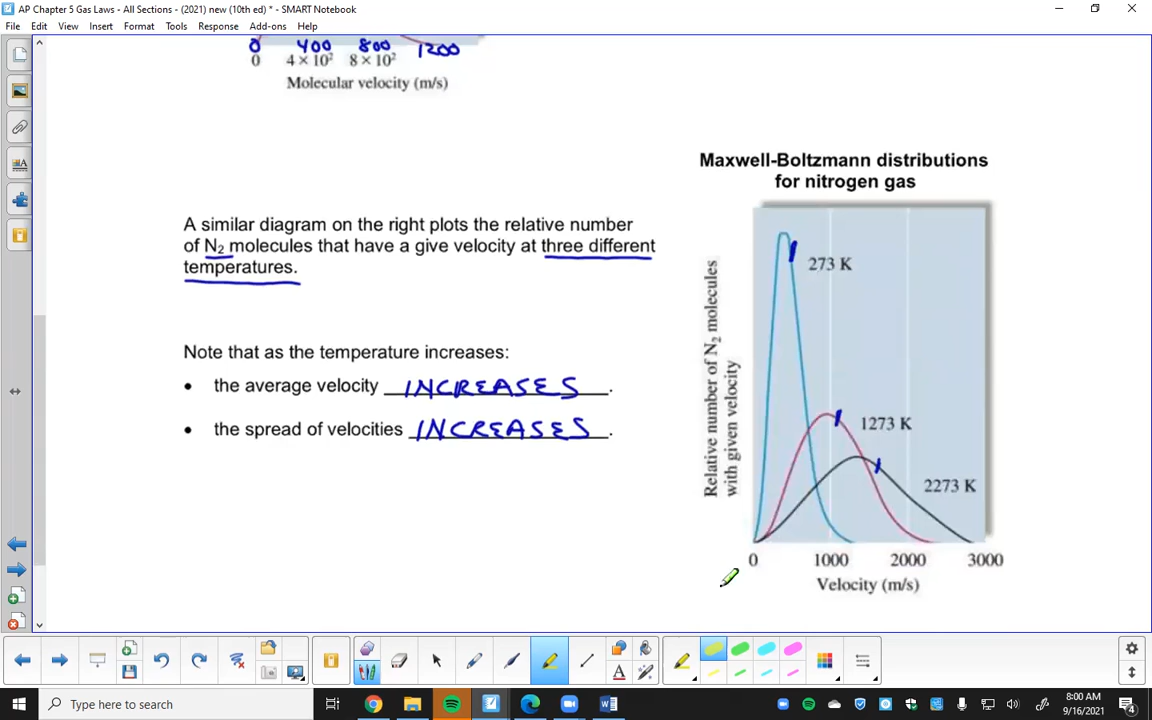 AP Chapter 5 Gas Laws - All Sections - (2021) new (10th ed) * - SMART Notebook
File Edit View Insert Format Tools Response Add-ons Help
0 400 800 1200
0 4 × 10² 8 × 10²
Molecular velocity (m/s)
Maxwell-Boltzmann distributions
for nitrogen gas
A similar diagram on the right plots the relative number
of N₂ molecules that have a give velocity at three different
temperatures.
Note that as the temperature increases:
• the average velocity INCREASES.
• the spread of velocities INCREASES.
Relative number of N₂ molecules
with given velocity
273 K
1273 K
2273 K
0 1000 2000 3000
Velocity (m/s)
Type here to search
8:00 AM
9/16/2021
4